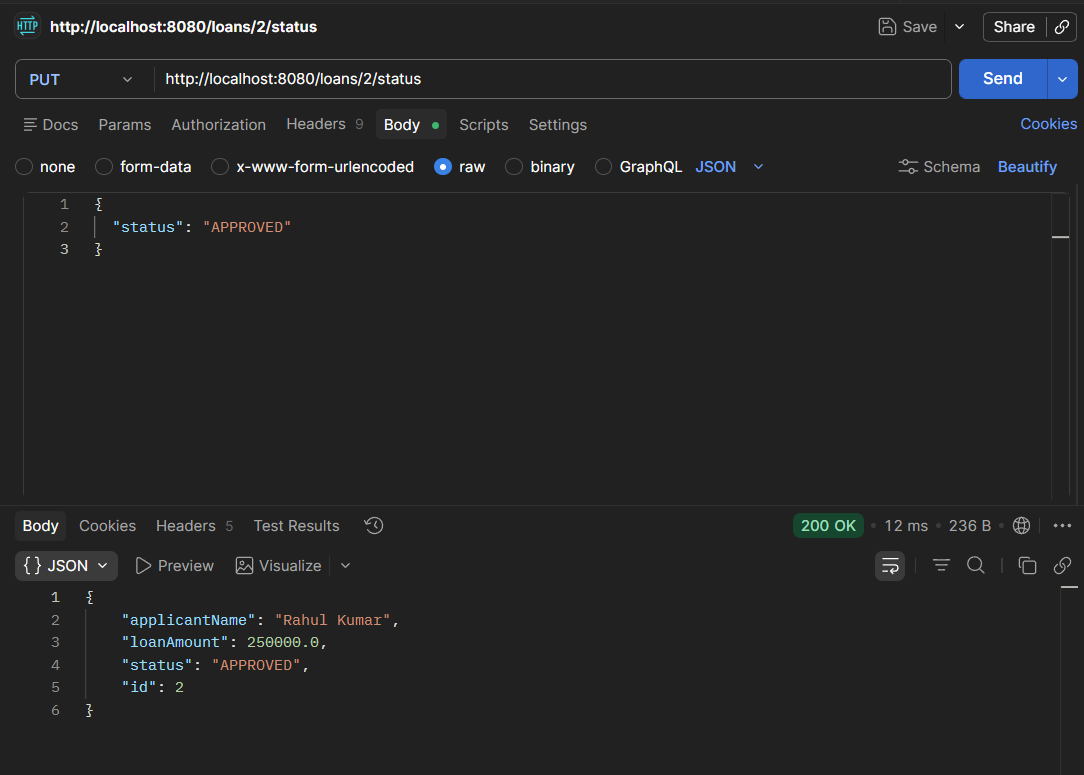 HTTP http://localhost:8080/loans/2/status Save Share
PUT http://localhost:8080/loans/2/status Send
Docs Params Authorization Headers 9 Body Scripts Settings Cookies
none form-data x-www-form-urlencoded raw binary GraphQL JSON Schema Beautify
1 {
2 "status": "APPROVED"
3 }
Body Cookies Headers 5 Test Results 200 OK • 12 ms • 236 B •
{} JSON Preview Visualize
1 {
2 "applicantName": "Rahul Kumar",
3 "loanAmount": 250000.0,
4 "status": "APPROVED",
5 "id": 2
6 }